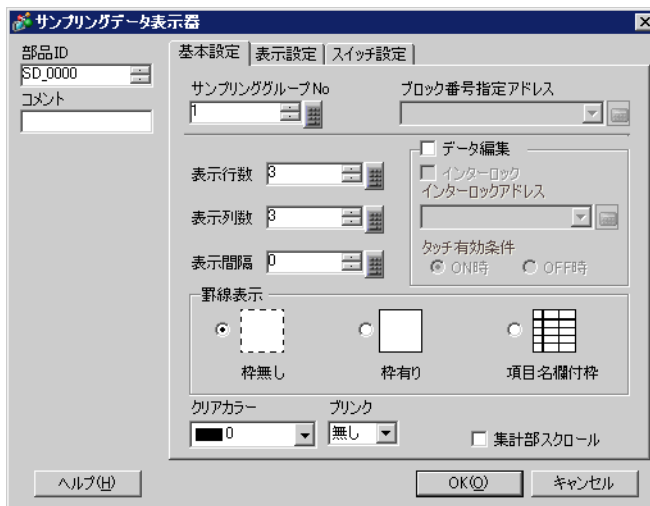 サンプリングデータ表示器
部品ID
SD_0000
コメント
基本設定 表示設定 スイッチ設定
サンプリンググループNo
1
ブロック番号指定アドレス
表示行数 3
表示列数 3
表示間隔 0
データ編集
インターロック
インターロックアドレス
タッチ有効条件
ON時 OFF時
罫線表示
枠無し 枠有り 項目名欄付枠
クリアカラー ブリンク
0 無し
集計部スクロール
ヘルプ(H) OK(O) キャンセル